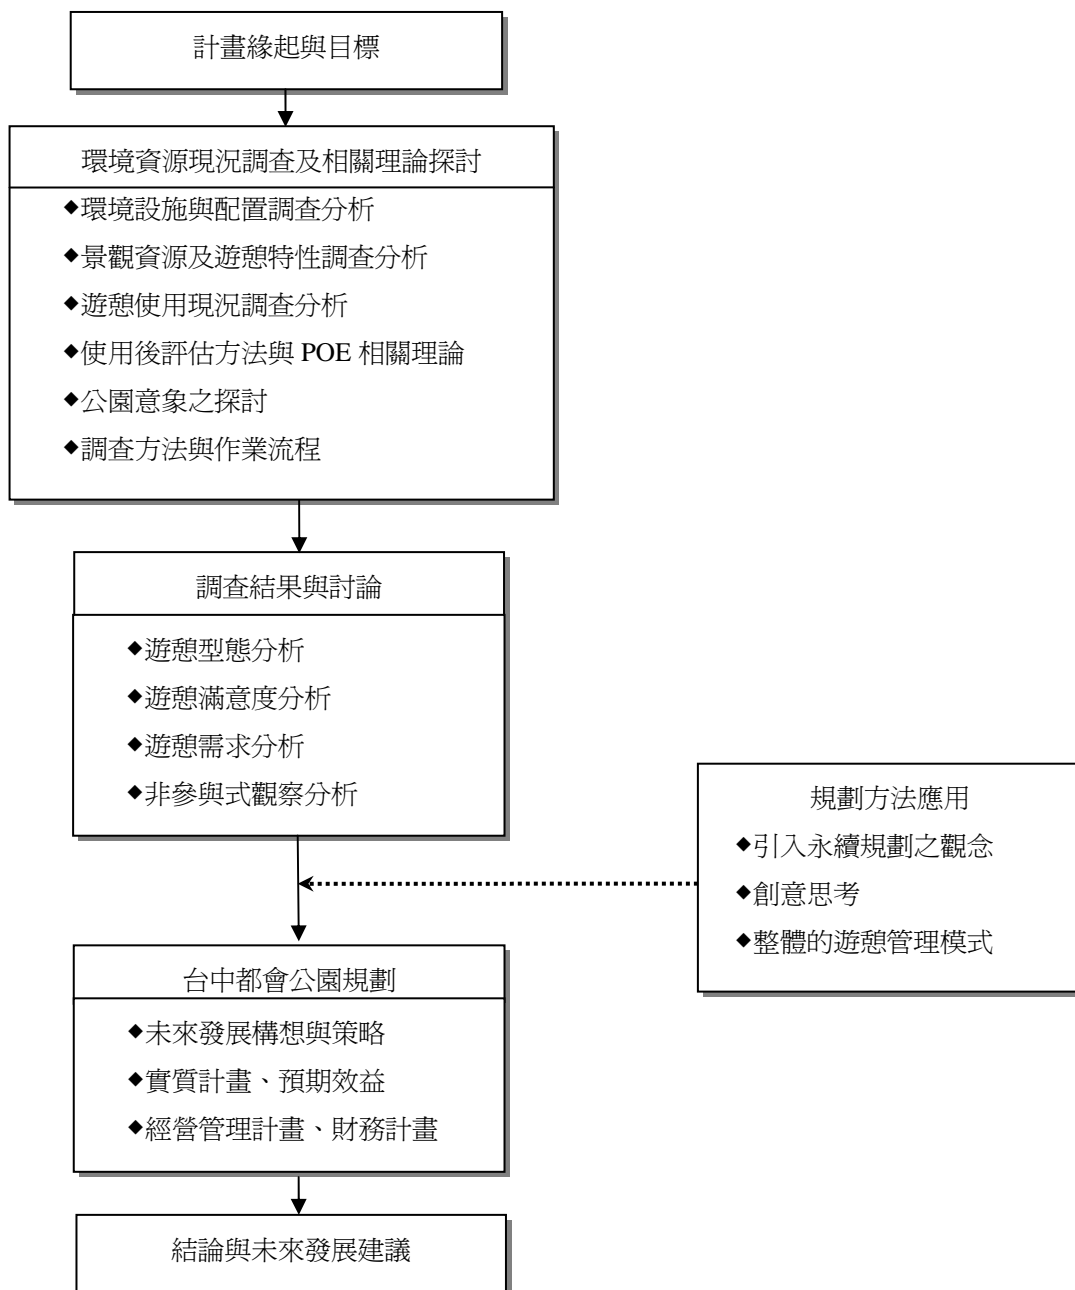 計畫緣起與目標
環境資源現況調查及相關理論探討
◆環境設施與配置調查分析
◆景觀資源及遊憩特性調查分析
◆遊憩使用現況調查分析
◆使用後評估方法與 POE 相關理論
◆公園意象之探討
◆調查方法與作業流程
調查結果與討論
◆遊憩型態分析
◆遊憩滿意度分析
◆遊憩需求分析
◆非參與式觀察分析
規劃方法應用
◆引入永續規劃之觀念
◆創意思考
◆整體的遊憩管理模式
台中都會公園規劃
◆未來發展構想與策略
◆實質計畫、預期效益
◆經營管理計畫、財務計畫
結論與未來發展建議